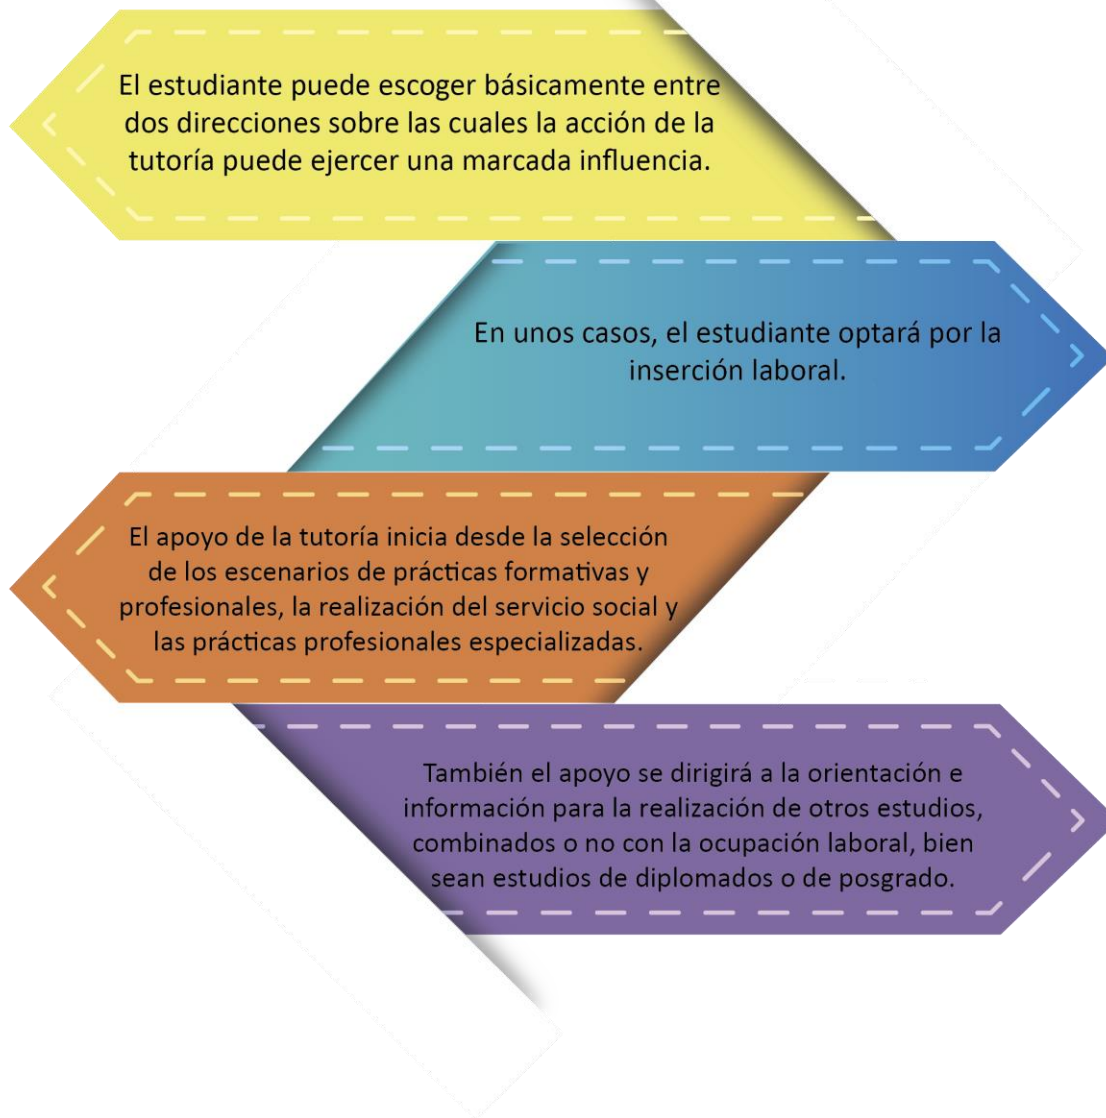 El estudiante puede escoger básicamente entre
dos direcciones sobre las cuales la acción de la
tutoría puede ejercer una marcada influencia.
En unos casos, el estudiante optará por la
inserción laboral.
El apoyo de la tutoría inicia desde la selección
de los escenarios de prácticas formativas y
profesionales, la realización del servicio social y
las prácticas profesionales especializadas.
También el apoyo se dirigirá a la orientación e
información para la realización de otros estudios,
combinados o no con la ocupación laboral, bien
sean estudios de diplomados o de posgrado.